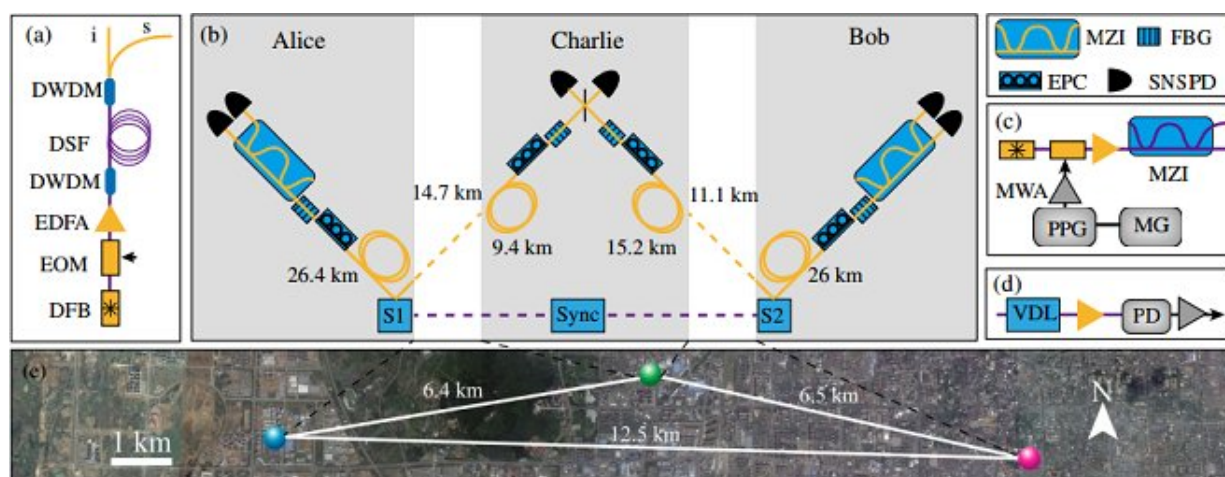 (a)
i
s
DWDM
DSF
DWDM
EDFA
EOM
DFB
(b)
Alice
Charlie
Bob
14.7 km
11.1 km
9.4 km
15.2 km
26.4 km
26 km
S1
Sync
S2
MZI
FBG
EPC
SNSPD
(c)
MWA
MZI
PPG
MG
(d)
VDL
PD
(e)
6.4 km
6.5 km
12.5 km
1 km
N